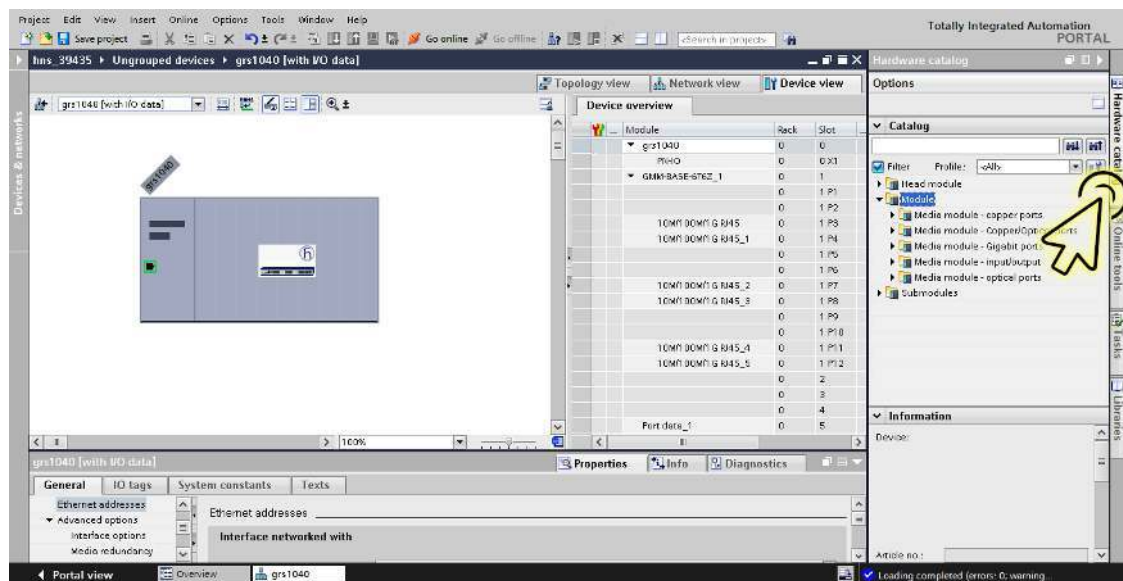 Project Edit View Insert Online Options Tools Window Help
Totally Integrated Automation
PORTAL
Save project
Go online
Go offline
<Search in project>
hns_39435 ▸ Ungrouped devices ▸ grs1040 [with I/O data]
Hardware catalog
Topology view
Network view
Device view
Options
grs1040 [with I/O data]
Device overview
Module Rack Slot
grs1040 0 0
PN-IO 0 0 X1
GMM-BASE-6T6Z_1 0 1
0 1 P1
0 1 P2
10M/100M/1G RJ45 0 1 P3
10M/100M/1G RJ45_1 0 1 P4
0 1 P5
0 1 P6
10M/100M/1G RJ45_2 0 1 P7
10M/100M/1G RJ45_3 0 1 P8
0 1 P9
0 1 P10
10M/100M/1G RJ45_4 0 1 P11
10M/100M/1G RJ45_5 0 1 P12
0 2
0 3
0 4
Port data_1 0 5
grs1040
100%
Catalog
Filter Profile: <All>
Head module
Module
Media module - copper ports
Media module - Copper/Optical ports
Media module - Gigabit ports
Media module - input/output
Media module - optical ports
Submodules
Information
Device:
Article no.:
Devices & networks
Hardware catalog
Online tools
Tasks
Libraries
grs1040 [with I/O data]
Properties
Info
Diagnostics
General IO tags System constants Texts
Ethernet addresses
Advanced options
Interface options
Media redundancy
Ethernet addresses
Interface networked with
Portal view
Overview
grs1040
Loading completed (errors: 0; warning...